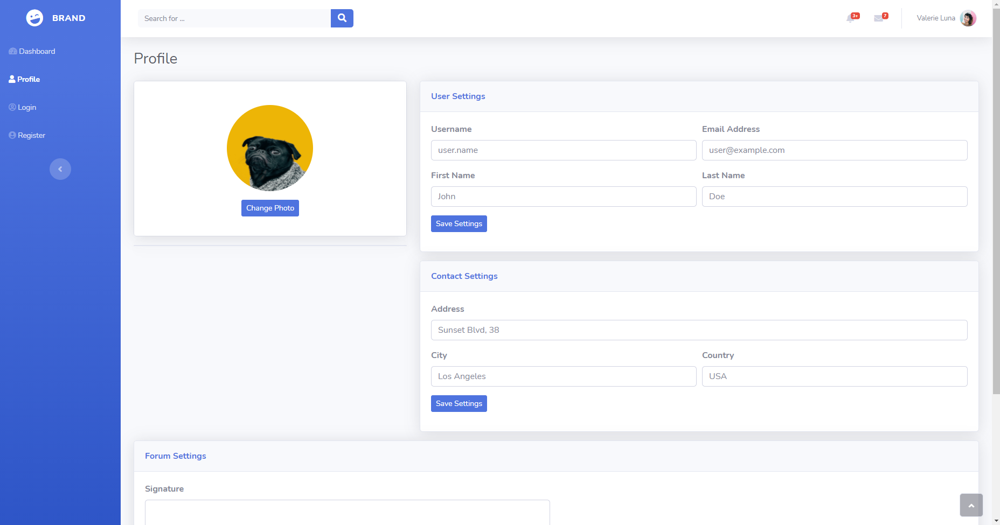 BRAND
Search for ...
3+
7
Valerie Luna
Dashboard
Profile
Login
Register
Profile
Change Photo
User Settings
Username
Email Address
user.name
user@example.com
First Name
Last Name
John
Doe
Save Settings
Contact Settings
Address
Sunset Blvd, 38
City
Country
Los Angeles
USA
Save Settings
Forum Settings
Signature